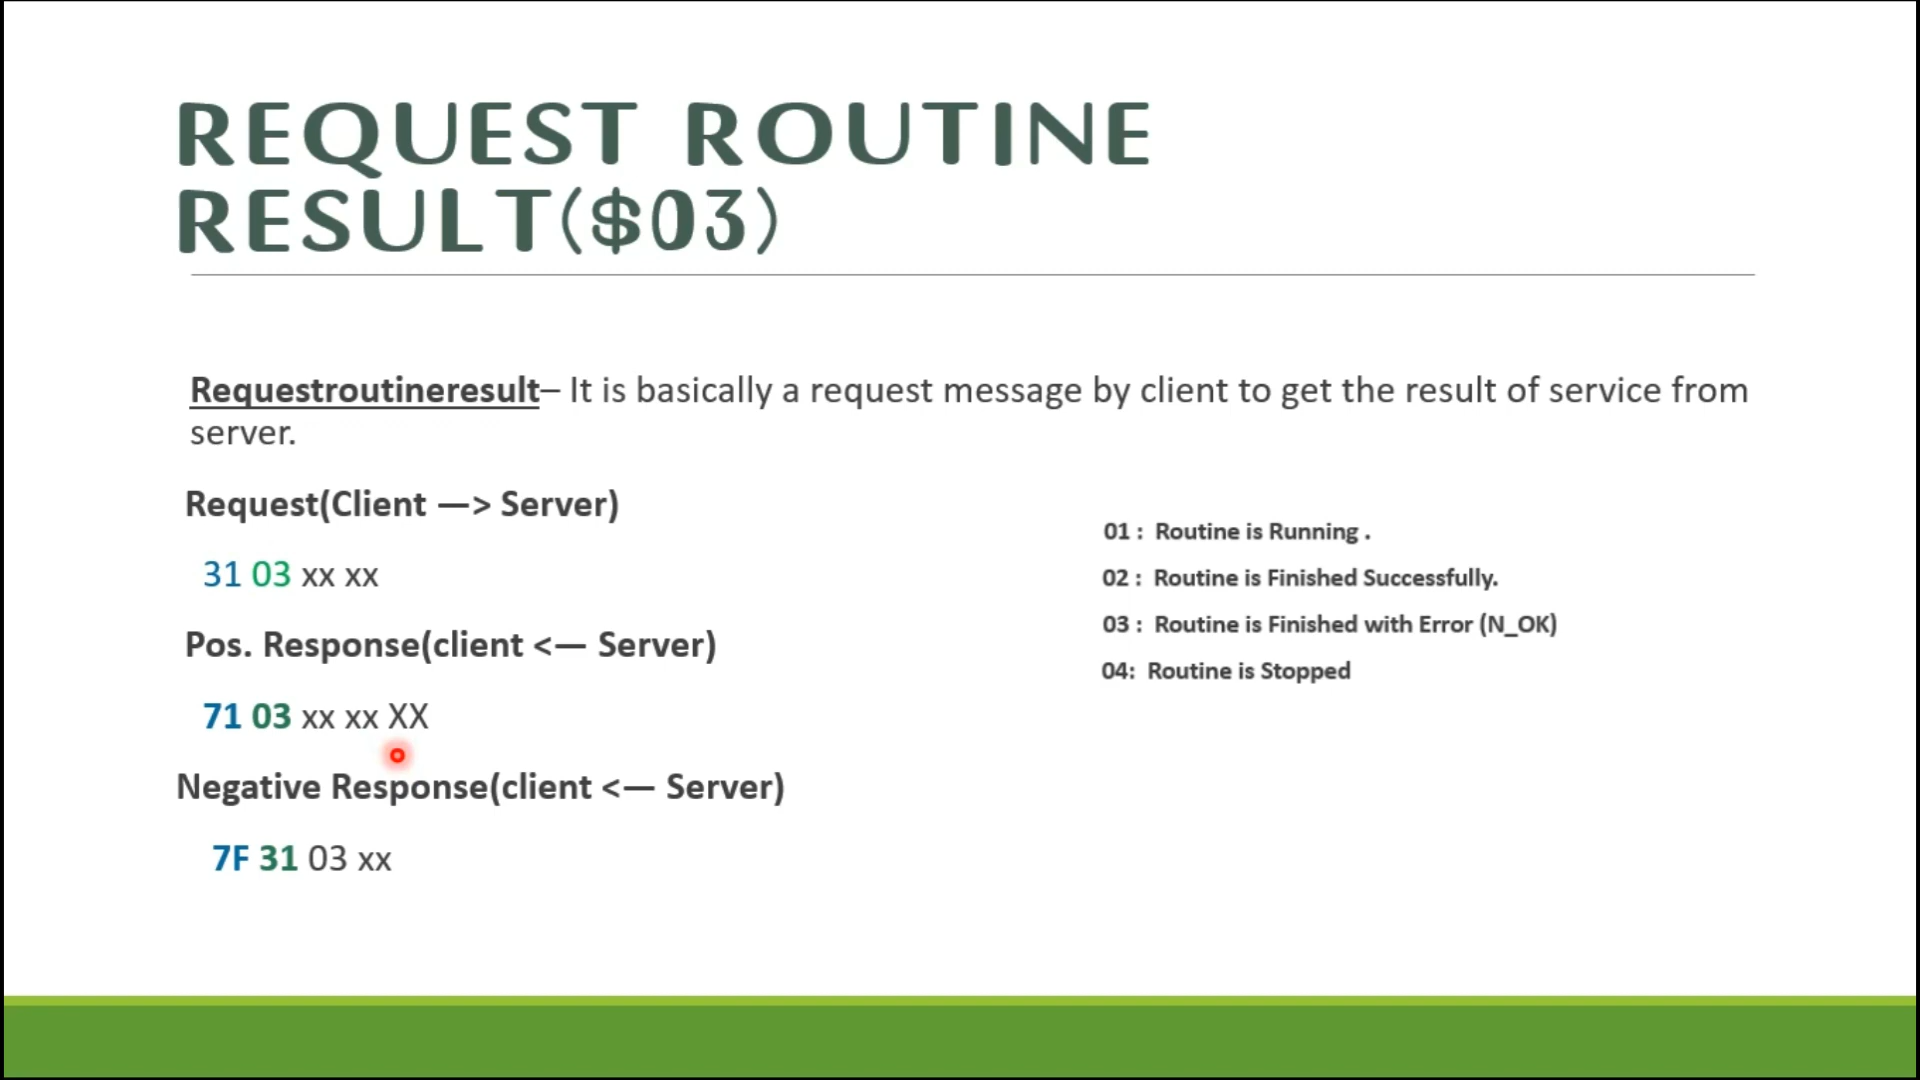 REQUEST ROUTINE
RESULT($03)
Requestroutineresult– It is basically a request message by client to get the result of service from
server.
Request(Client —> Server)
31 03 xx xx
Pos. Response(client <— Server)
71 03 xx xx XX
Negative Response(client <— Server)
7F 31 03 xx
01 : Routine is Running .
02 : Routine is Finished Successfully.
03 : Routine is Finished with Error (N_OK)
04: Routine is Stopped